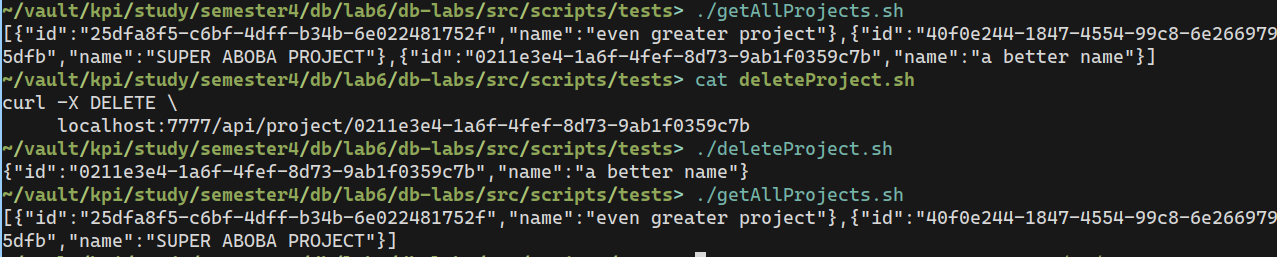 ~/vault/kpi/study/semester4/db/lab6/db-labs/src/scripts/tests> ./getAllProjects.sh
[{"id":"25dfa8f5-c6bf-4dff-b34b-6e022481752f","name":"even greater project"},{"id":"40f0e244-1847-4554-99c8-6e266979
5dfb","name":"SUPER ABOBA PROJECT"},{"id":"0211e3e4-1a6f-4fef-8d73-9ab1f0359c7b","name":"a better name"}]
~/vault/kpi/study/semester4/db/lab6/db-labs/src/scripts/tests> cat deleteProject.sh
curl -X DELETE \
     localhost:7777/api/project/0211e3e4-1a6f-4fef-8d73-9ab1f0359c7b
~/vault/kpi/study/semester4/db/lab6/db-labs/src/scripts/tests> ./deleteProject.sh
{"id":"0211e3e4-1a6f-4fef-8d73-9ab1f0359c7b","name":"a better name"}
~/vault/kpi/study/semester4/db/lab6/db-labs/src/scripts/tests> ./getAllProjects.sh
[{"id":"25dfa8f5-c6bf-4dff-b34b-6e022481752f","name":"even greater project"},{"id":"40f0e244-1847-4554-99c8-6e266979
5dfb","name":"SUPER ABOBA PROJECT"}]